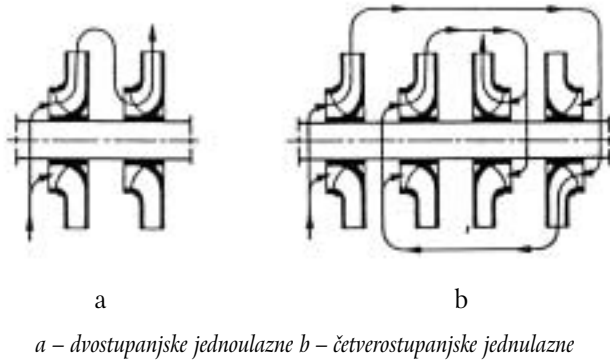 a b
a – dvostupanjske jednoulazne b – četverostupanjske jednulazne